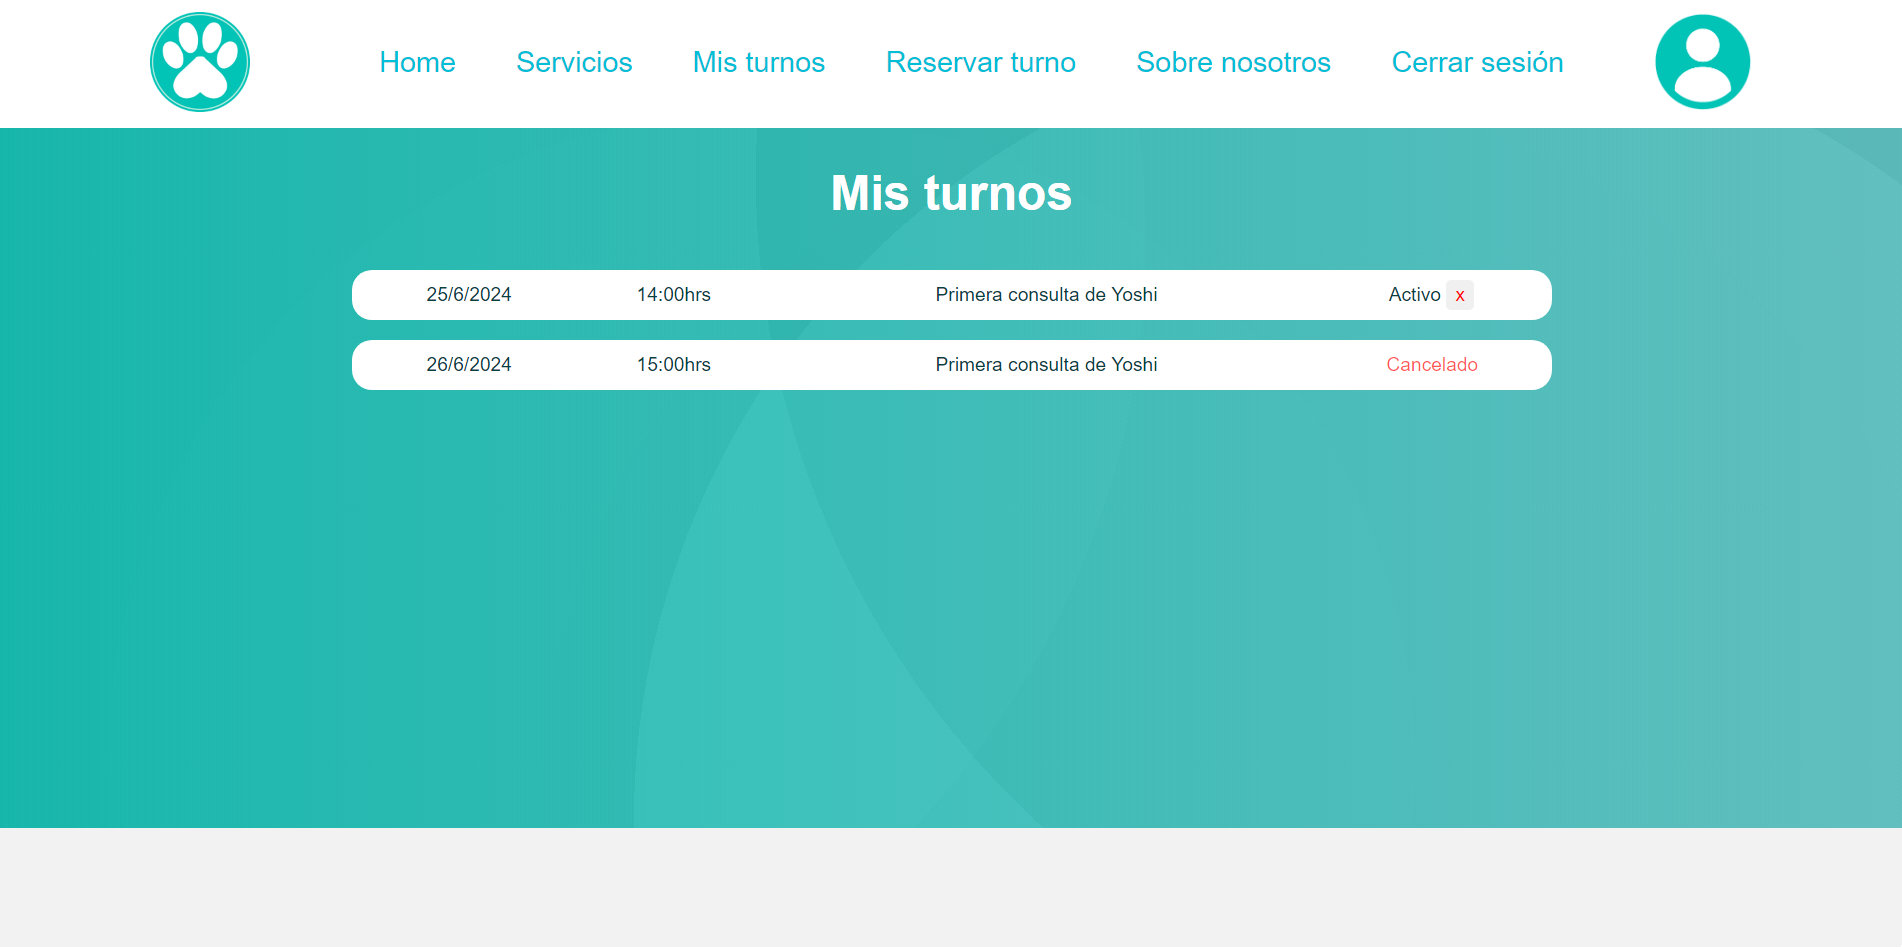 Home Servicios Mis turnos Reservar turno Sobre nosotros Cerrar sesión
Mis turnos
25/6/2024 14:00hrs Primera consulta de Yoshi Activo x
26/6/2024 15:00hrs Primera consulta de Yoshi Cancelado